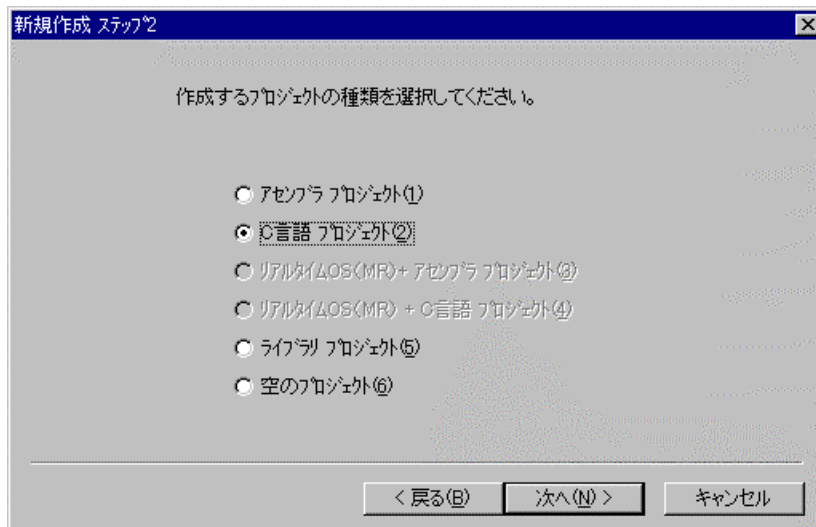 新規作成 ステップ2
作成するプロジェクトの種類を選択してください。
アセンブラ プロジェクト(1)
C言語 プロジェクト(2)
リアルタイムOS(MR)+ アセンブラ プロジェクト(3)
リアルタイムOS(MR) + C言語 プロジェクト(4)
ライブラリ プロジェクト(5)
空のプロジェクト(6)
< 戻る(B)
次へ(N) >
キャンセル